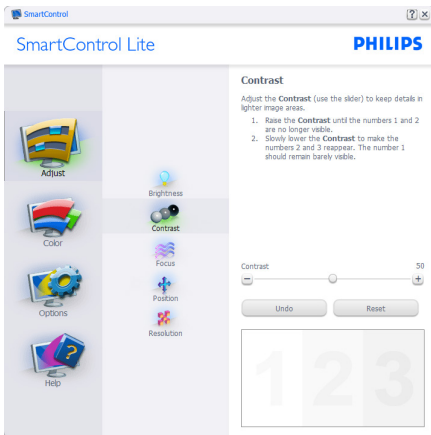 SmartControl
SmartControl Lite
PHILIPS
Adjust
Color
Options
Help
Brightness
Contrast
Focus
Position
Resolution
Contrast
Adjust the Contrast (use the slider) to keep details in
lighter image areas.
1. Raise the Contrast until the numbers 1 and 2
are no longer visible.
2. Slowly lower the Contrast to make the
numbers 2 and 3 reappear. The number 1
should remain barely visible.
Contrast 50
Undo Reset
1 2 3